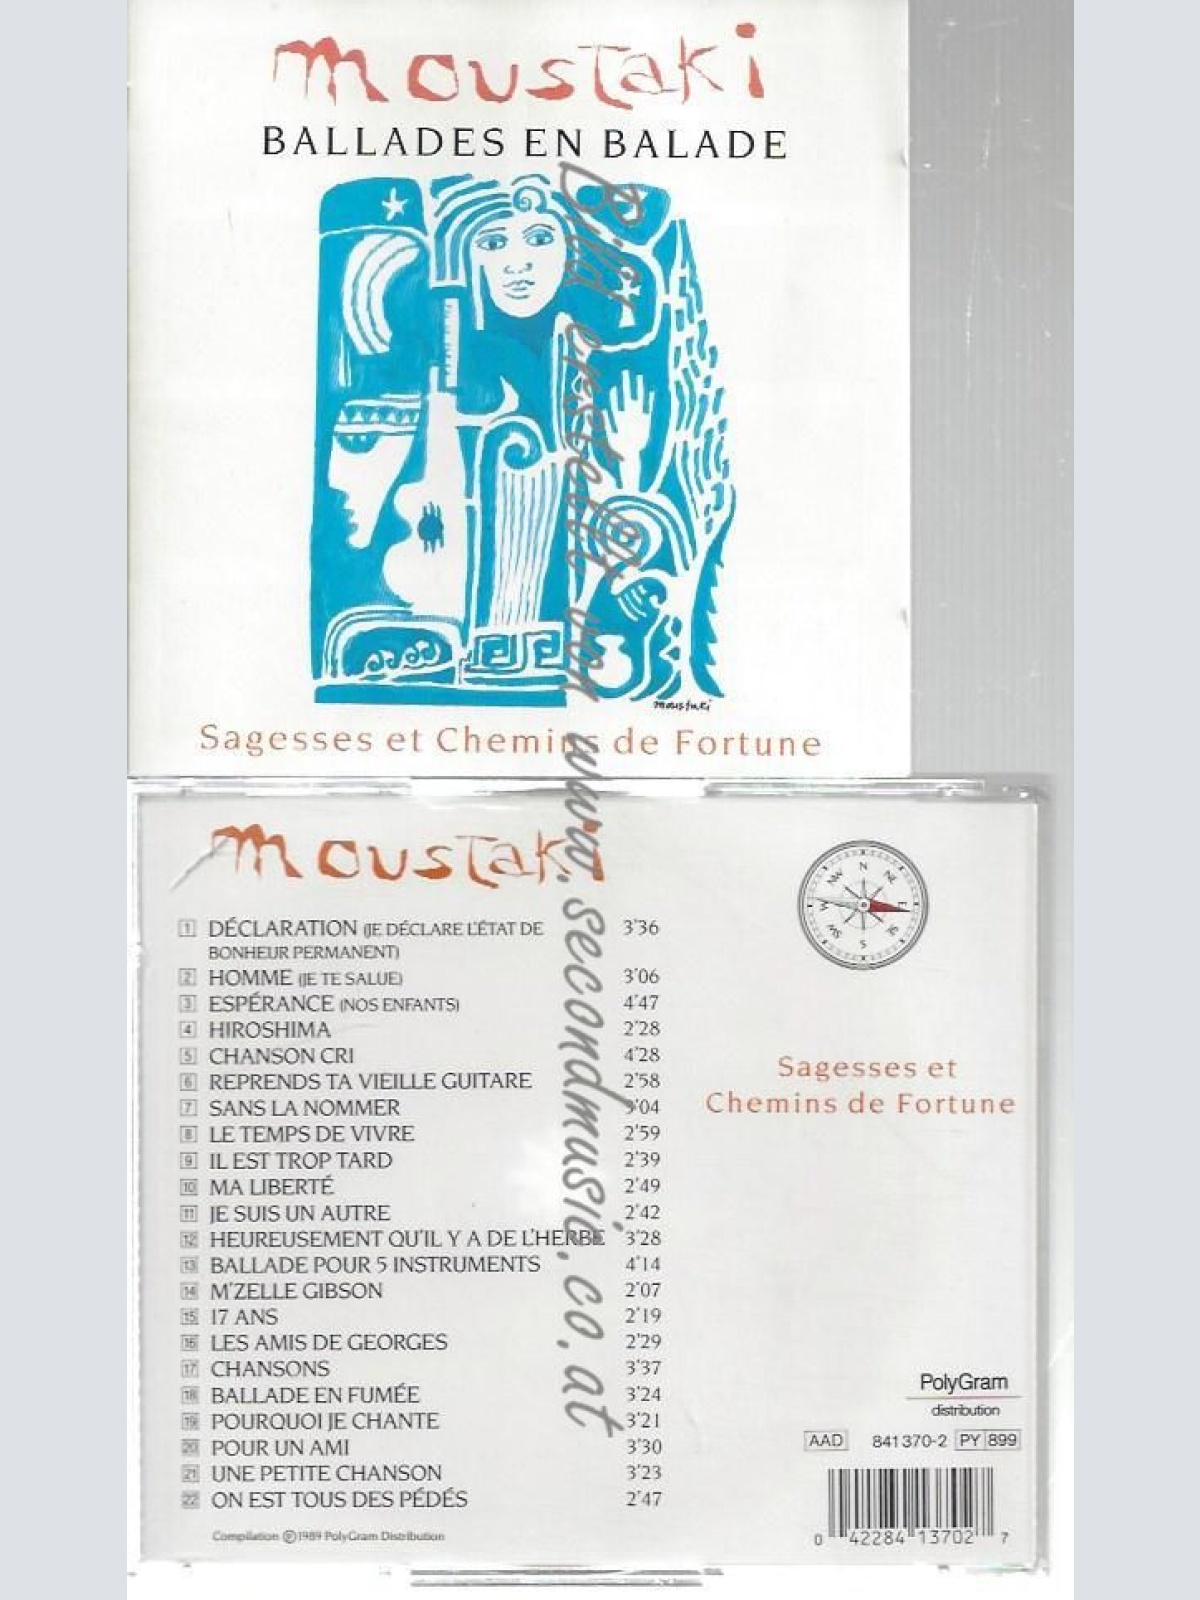 moustaki
BALLADES EN BALADE
moustaki
Sagesses et Chemins de Fortune
Bild erstellt von www.secondmusic.co.at
moustaki
1 DÉCLARATION (JE DÉCLARE L'ÉTAT DE BONHEUR PERMANENT) 3'36
2 HOMME (JE TE SALUE) 3'06
3 ESPÉRANCE (NOS ENFANTS) 4'47
4 HIROSHIMA 2'28
5 CHANSON CRI 4'28
6 REPRENDS TA VIEILLE GUITARE 2'58
7 SANS LA NOMMER 3'04
8 LE TEMPS DE VIVRE 2'59
9 IL EST TROP TARD 2'39
10 MA LIBERTÉ 2'49
11 JE SUIS UN AUTRE 2'42
12 HEUREUSEMENT QU'IL Y A DE L'HERBE 3'28
13 BALLADE POUR 5 INSTRUMENTS 4'14
14 M'ZELLE GIBSON 2'07
15 17 ANS 2'19
16 LES AMIS DE GEORGES 2'29
17 CHANSONS 3'37
18 BALLADE EN FUMÉE 3'24
19 POURQUOI JE CHANTE 3'21
20 POUR UN AMI 3'30
21 UNE PETITE CHANSON 3'23
22 ON EST TOUS DES PÉDÉS 2'47
Compilation ℗ 1989 PolyGram Distribution
N
NE
E
SE
S
SW
W
NW
Sagesses et
Chemins de Fortune
PolyGram
distribution
AAD 841 370-2 PY 899
0 42284 13702 7